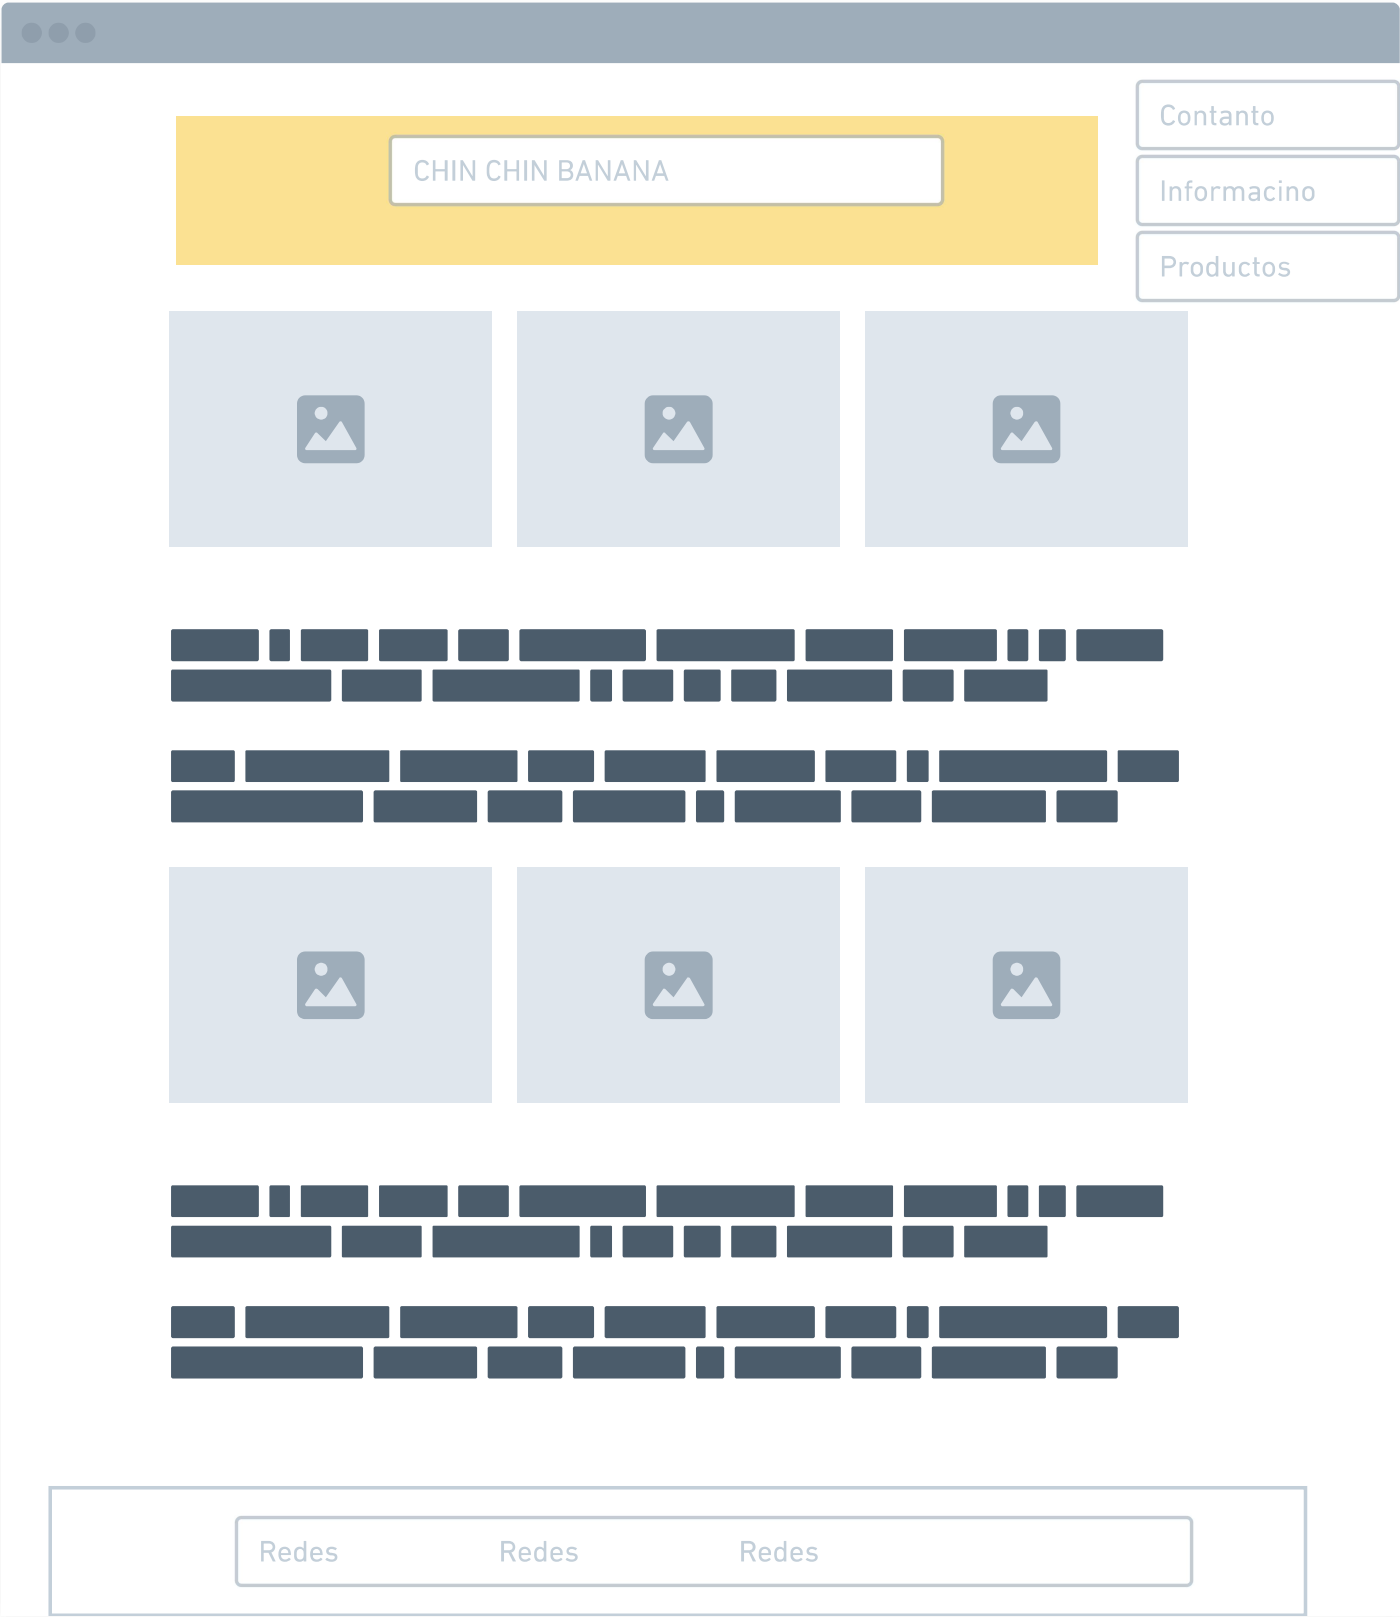 CHIN CHIN BANANA
Contanto
Informacino
Productos
Redes Redes Redes